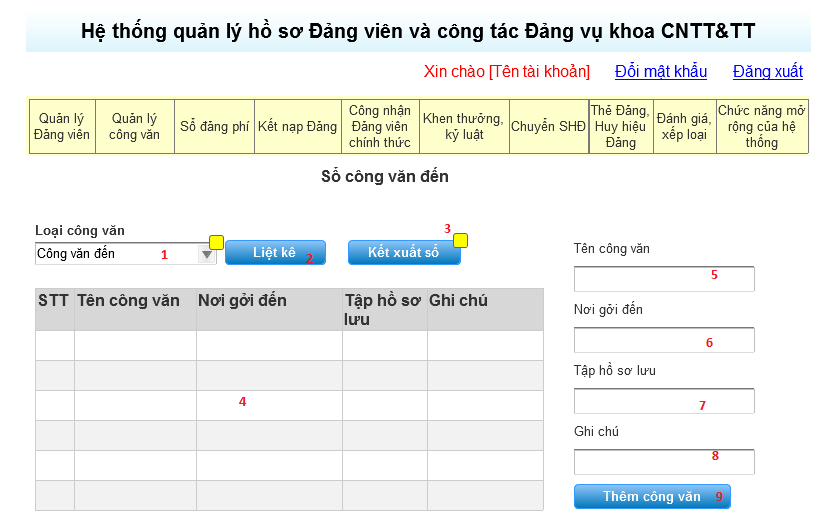 Hệ thống quản lý hồ sơ Đảng viên và công tác Đảng vụ khoa CNTT&TT
Xin chào [Tên tài khoản] Đổi mật khẩu Đăng xuất
Quản lý
Đảng viên
Quản lý
công văn
Sổ đảng phí
Kết nạp Đảng
Công nhận
Đảng viên
chính thức
Khen thưởng,
kỷ luật
Chuyển SHĐ
Thẻ Đảng,
Huy hiệu
Đảng
Đánh giá,
xếp loại
Chức năng mở
rộng của hệ
thống
Sổ công văn đến
Loại công văn
Công văn đến 1
Liệt kê 2
3
Kết xuất sổ
STT Tên công văn Nơi gởi đến Tập hồ sơ Ghi chú
lưu
4
Tên công văn
5
Nơi gởi đến
6
Tập hồ sơ lưu
7
Ghi chú
8
Thêm công văn 9